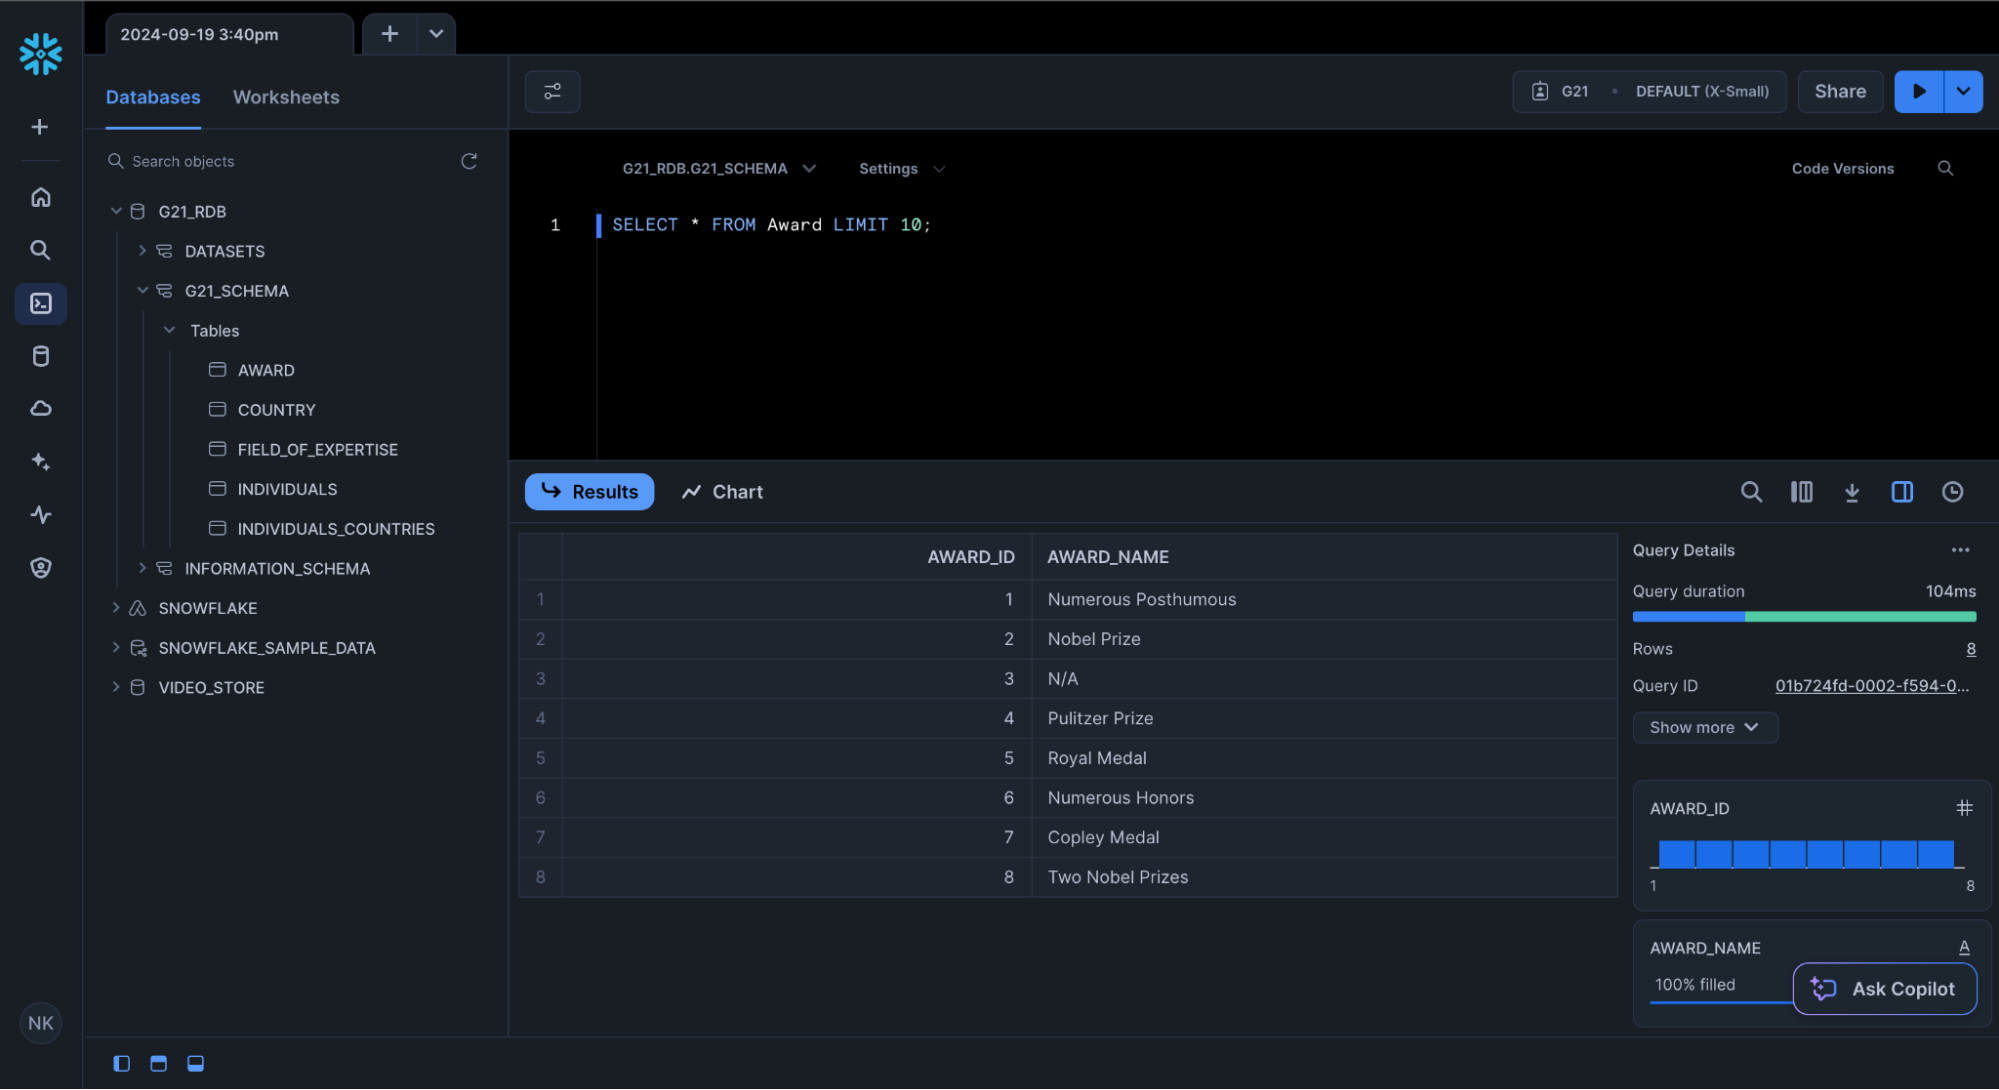 2024-09-19 3:40pm
Databases
Worksheets
G21
DEFAULT (X-Small)
Share
Search objects
G21_RDB
DATASETS
G21_SCHEMA
Tables
AWARD
COUNTRY
FIELD_OF_EXPERTISE
INDIVIDUALS
INDIVIDUALS_COUNTRIES
INFORMATION_SCHEMA
SNOWFLAKE
SNOWFLAKE_SAMPLE_DATA
VIDEO_STORE
NK
G21_RDB.G21_SCHEMA
Settings
Code Versions
1 SELECT * FROM Award LIMIT 10;
Results
Chart
AWARD_ID AWARD_NAME
1 1 Numerous Posthumous
2 2 Nobel Prize
3 3 N/A
4 4 Pulitzer Prize
5 5 Royal Medal
6 6 Numerous Honors
7 7 Copley Medal
8 8 Two Nobel Prizes
Query Details
...
Query duration 104ms
Rows 8
Query ID 01b724fd-0002-f594-0...
Show more
AWARD_ID #
1 8
AWARD_NAME A
100% filled
Ask Copilot